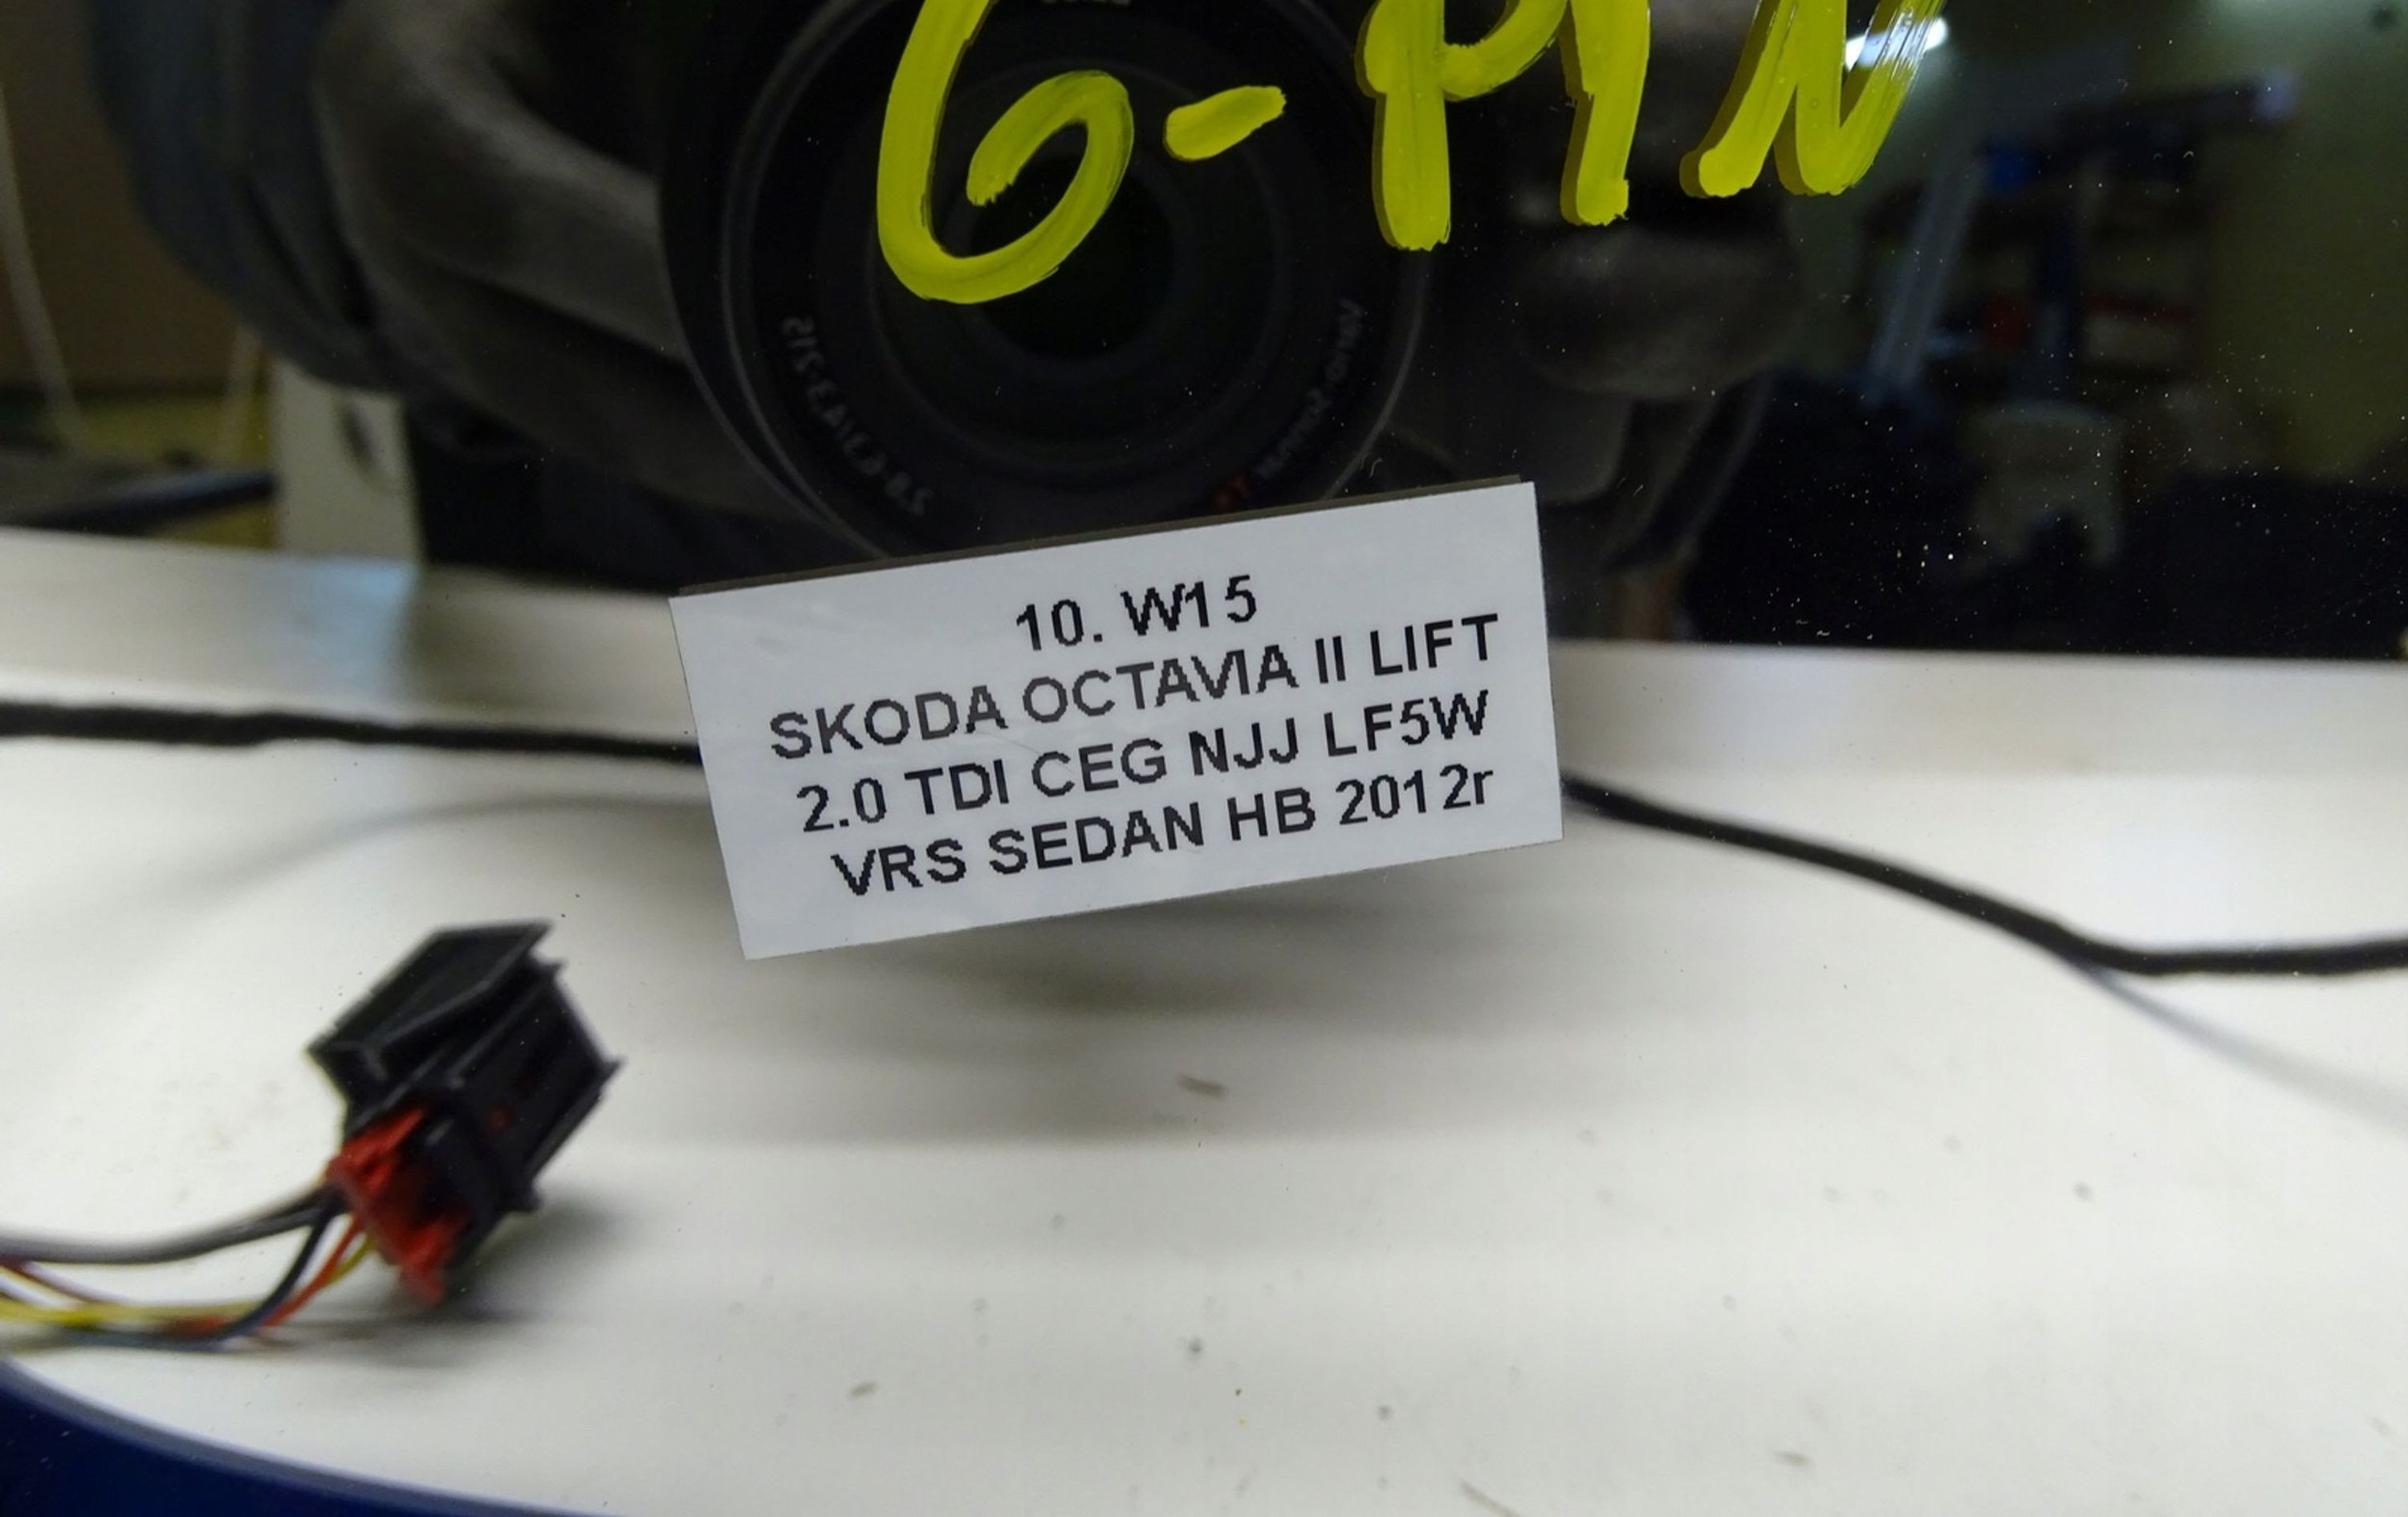 6-PIN
10. W15
SKODA OCTAVIA II LIFT
2.0 TDI CEG NJJ LF5W
VRS SEDAN HB 2012r